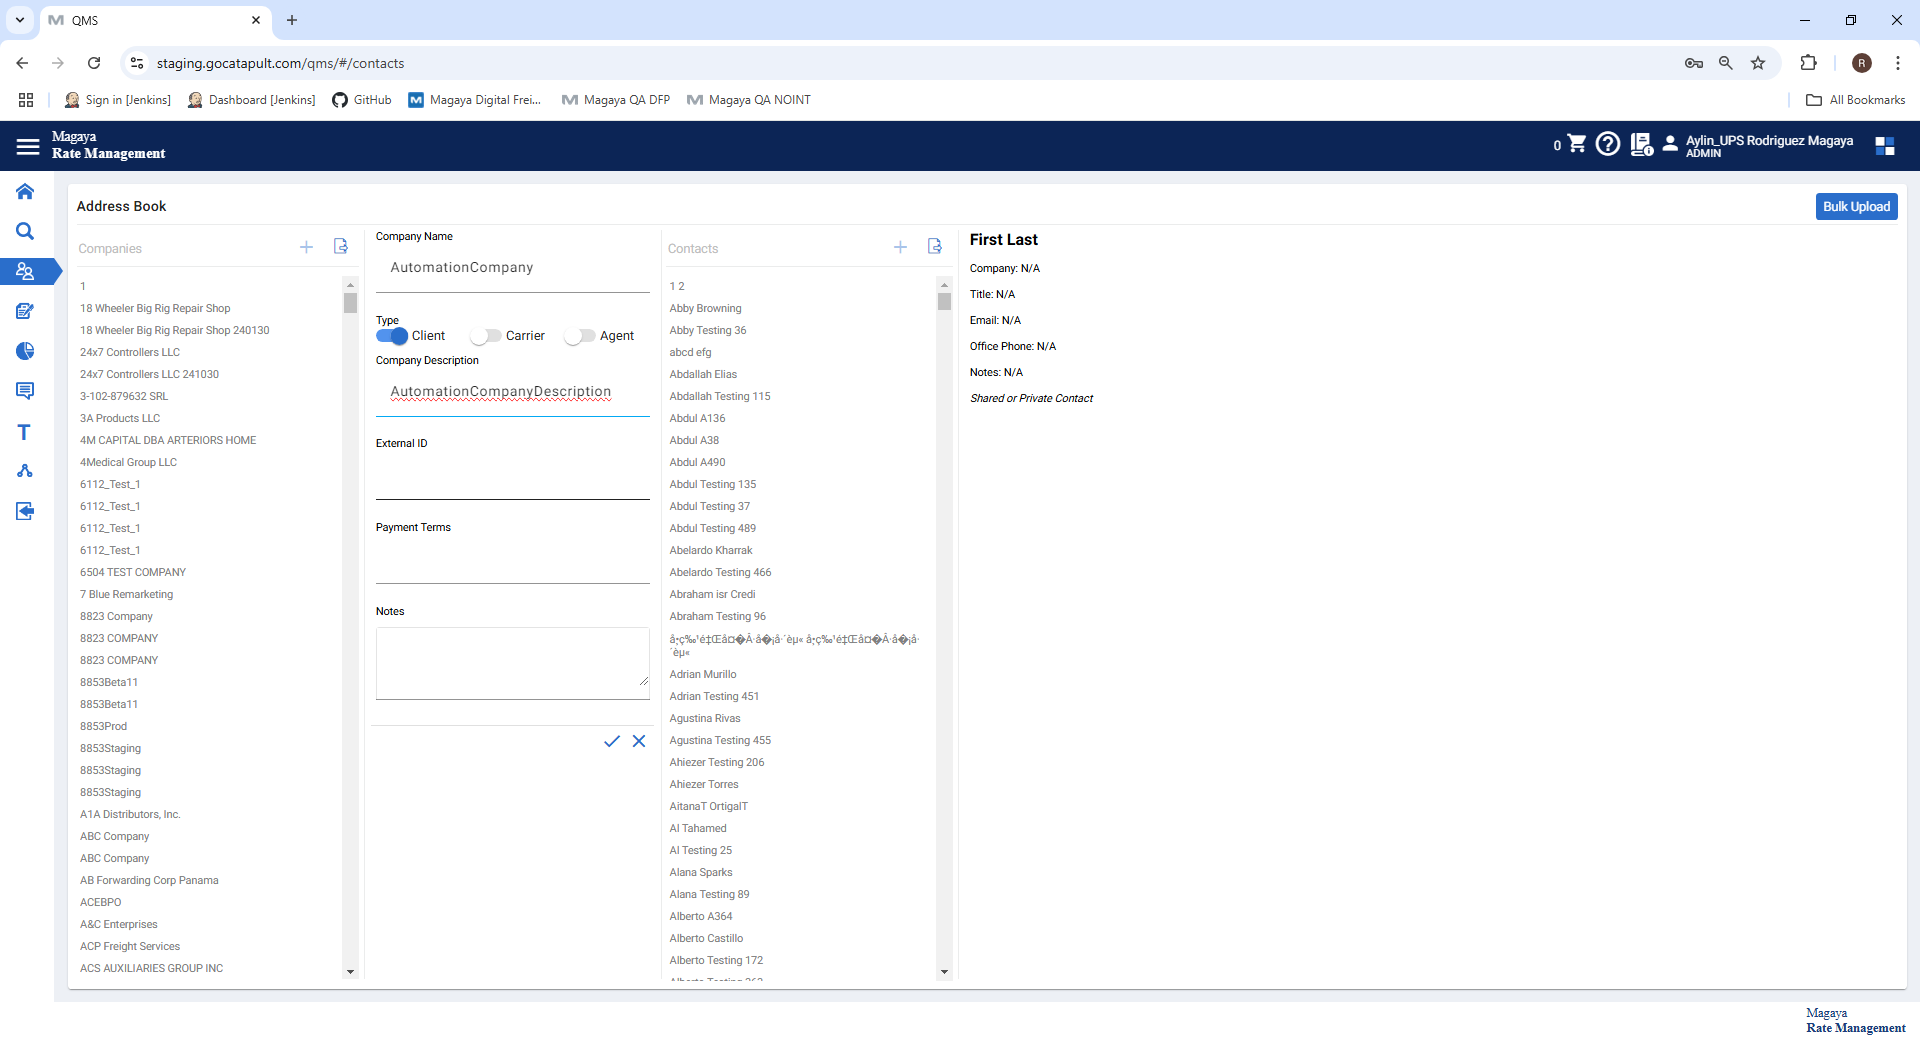 QMS
staging.gocatapult.com/qms/#/contacts
R
Sign in [Jenkins]
Dashboard [Jenkins]
GitHub
Magaya Digital Frei...
Magaya QA DFP
Magaya QA NOINT
All Bookmarks
Magaya
Rate Management
0
Aylin_UPS Rodriguez Magaya
ADMIN
Address Book
Bulk Upload
Companies
1
18 Wheeler Big Rig Repair Shop
18 Wheeler Big Rig Repair Shop 240130
24x7 Controllers LLC
24x7 Controllers LLC 241030
3-102-879632 SRL
3A Products LLC
4M CAPITAL DBA ARTERIORS HOME
4Medical Group LLC
6112_Test_1
6112_Test_1
6112_Test_1
6112_Test_1
6504 TEST COMPANY
7 Blue Remarketing
8823 Company
8823 COMPANY
8823 COMPANY
8853Beta11
8853Beta11
8853Prod
8853Staging
8853Staging
8853Staging
A1A Distributors, Inc.
ABC Company
ABC Company
AB Forwarding Corp Panama
ACEBPO
A&C Enterprises
ACP Freight Services
ACS AUXILIARIES GROUP INC
Company Name
AutomationCompany
Type
Client
Carrier
Agent
Company Description
AutomationCompanyDescription
External ID
Payment Terms
Notes
Contacts
1 2
Abby Browning
Abby Testing 36
abcd efg
Abdallah Elias
Abdallah Testing 115
Abdul A136
Abdul A38
Abdul A490
Abdul Testing 135
Abdul Testing 37
Abdul Testing 489
Abelardo Kharrak
Abelardo Testing 466
Abraham isr Credi
Abraham Testing 96
Adrian Murillo
Adrian Testing 451
Agustina Rivas
Agustina Testing 455
Ahiezer Testing 206
Ahiezer Torres
AitanaT OrtigalT
Al Tahamed
Al Testing 25
Alana Sparks
Alana Testing 89
Alberto A364
Alberto Castillo
Alberto Testing 172
First Last
Company: N/A
Title: N/A
Email: N/A
Office Phone: N/A
Notes: N/A
Shared or Private Contact
Magaya
Rate Management